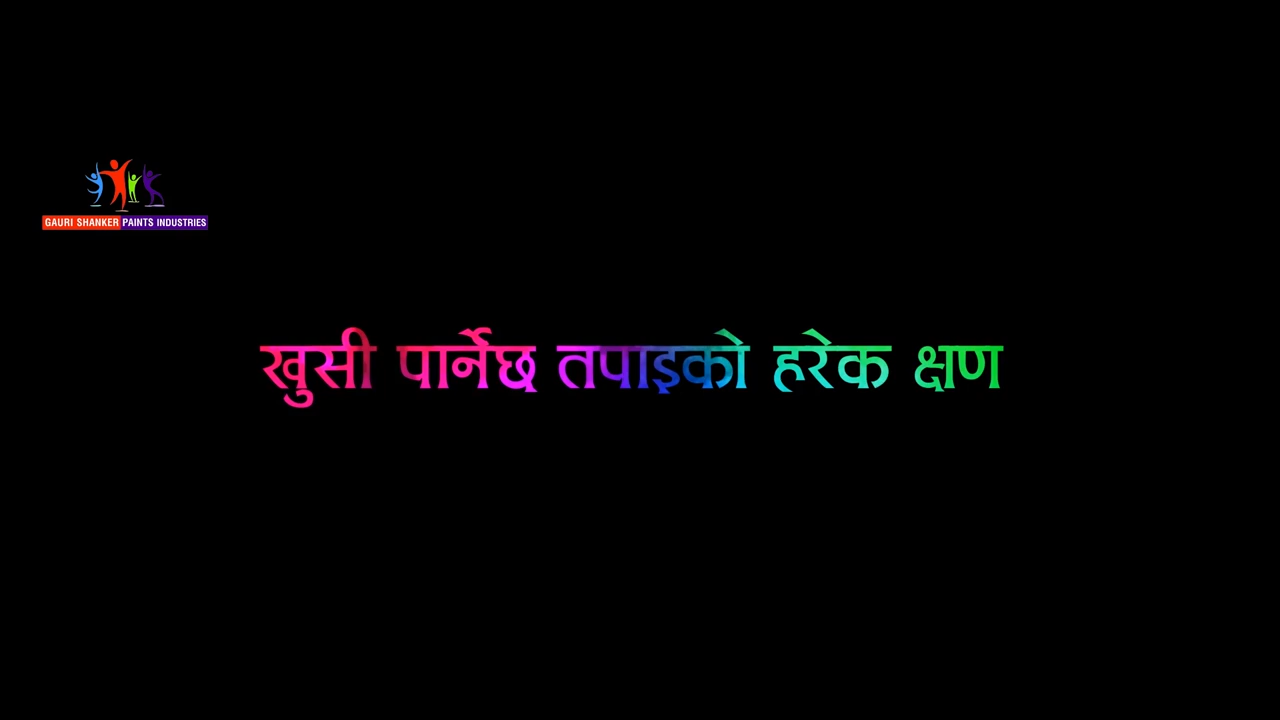 GAURI SHANKER PAINTS INDUSTRIES
खुसी पार्नेछ तपाइको हरेक क्षण